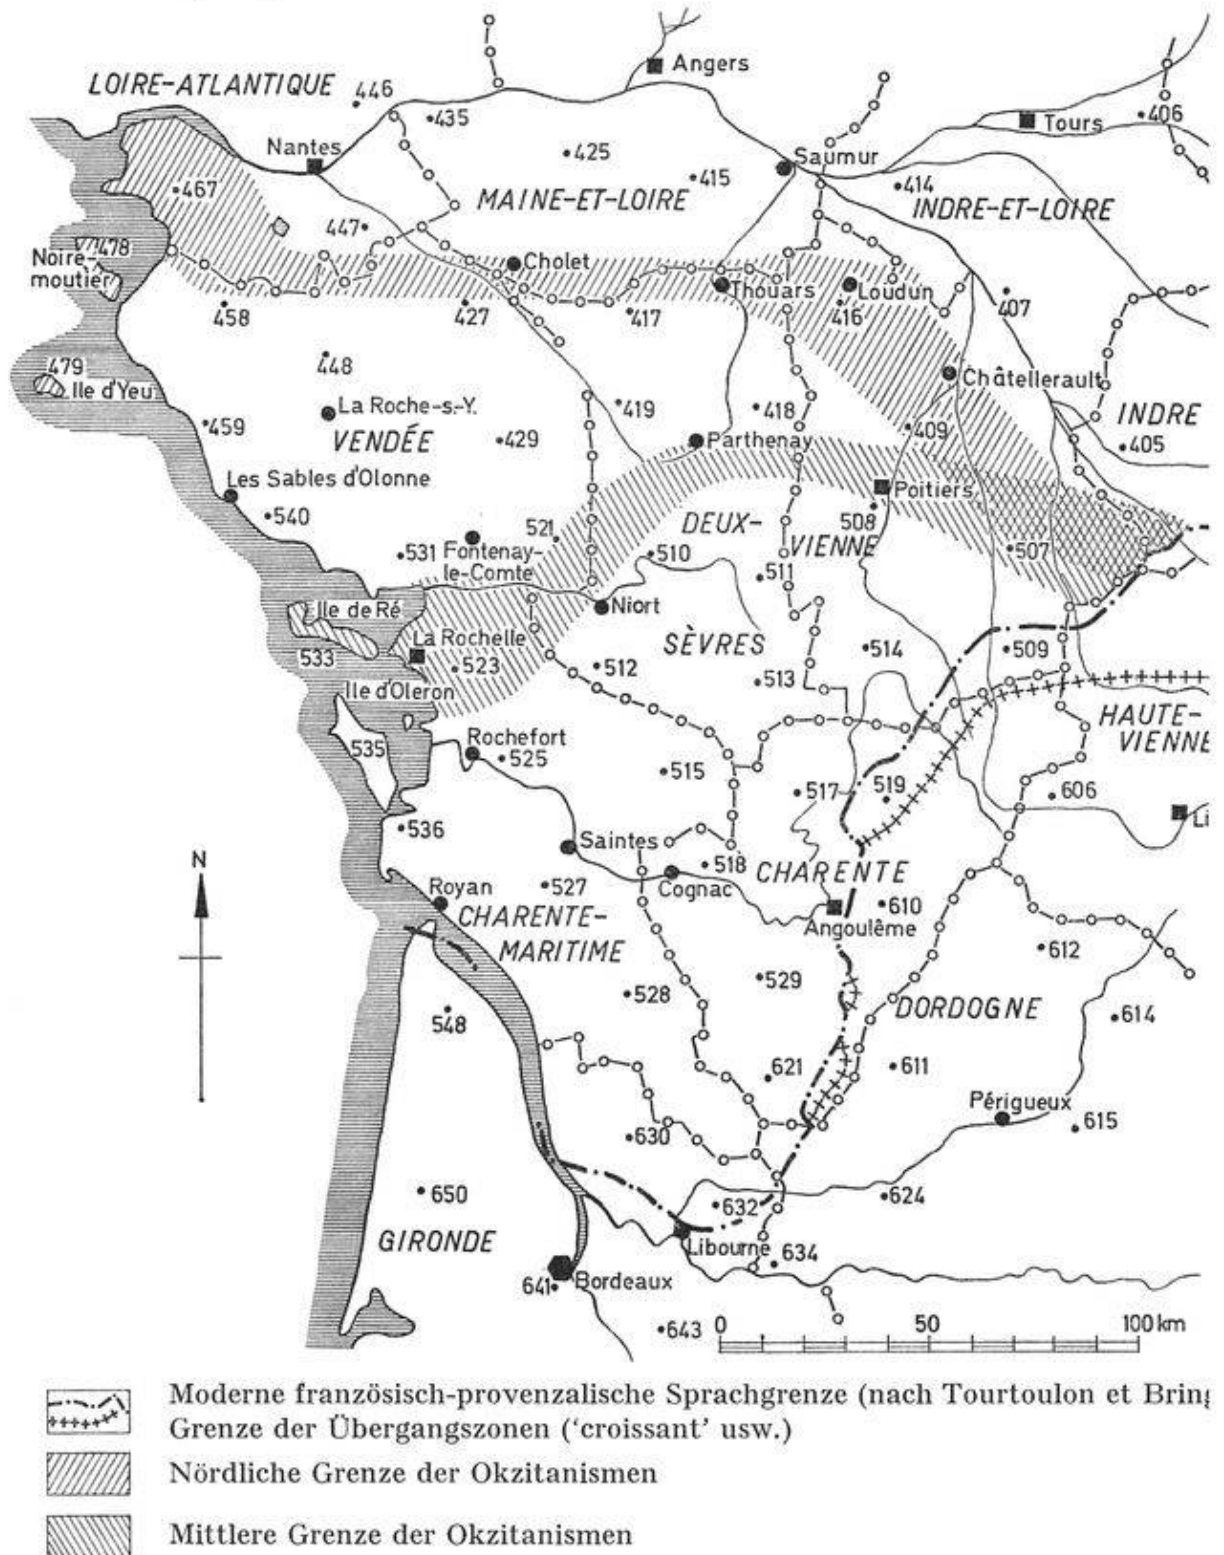 Angers
LOIRE-ATLANTIQUE
446
435
406
Tours
Nantes
425
Saumur
415
414
467
MAINE-ET-LOIRE
INDRE-ET-LOIRE
447
478
Noire-
moutier
Cholet
Thouars
Loudun
458
427
417
416
407
448
479
Ile d'Yeu
Châtellerault
La Roche-s.-Y.
419
418
INDRE
459
VENDÉE
429
409
405
Parthenay
Les Sables d'Olonne
Poitiers
540
508
521
DEUX-
VIENNE
531
Fontenay-
le-Comte
510
507
511
Ile de Ré
Niort
La Rochelle
SÈVRES
514
509
533
523
512
513
Ile d'Oleron
HAUTE-
VIENNE
Rochefort
535
525
515
517
519
606
Li
536
Saintes
N
518
CHARENTE
Royan
527
Cognac
610
CHARENTE-
MARITIME
Angoulême
612
529
528
DORDOGNE
548
614
621
611
Périgueux
630
615
650
632
624
GIRONDE
Libourne
634
641
Bordeaux
643
0 50 100 km
Moderne französisch-provenzalische Sprachgrenze (nach Tourtoulon et Bring
Grenze der Übergangszonen (‘croissant’ usw.)
Nördliche Grenze der Okzitanismen
Mittlere Grenze der Okzitanismen